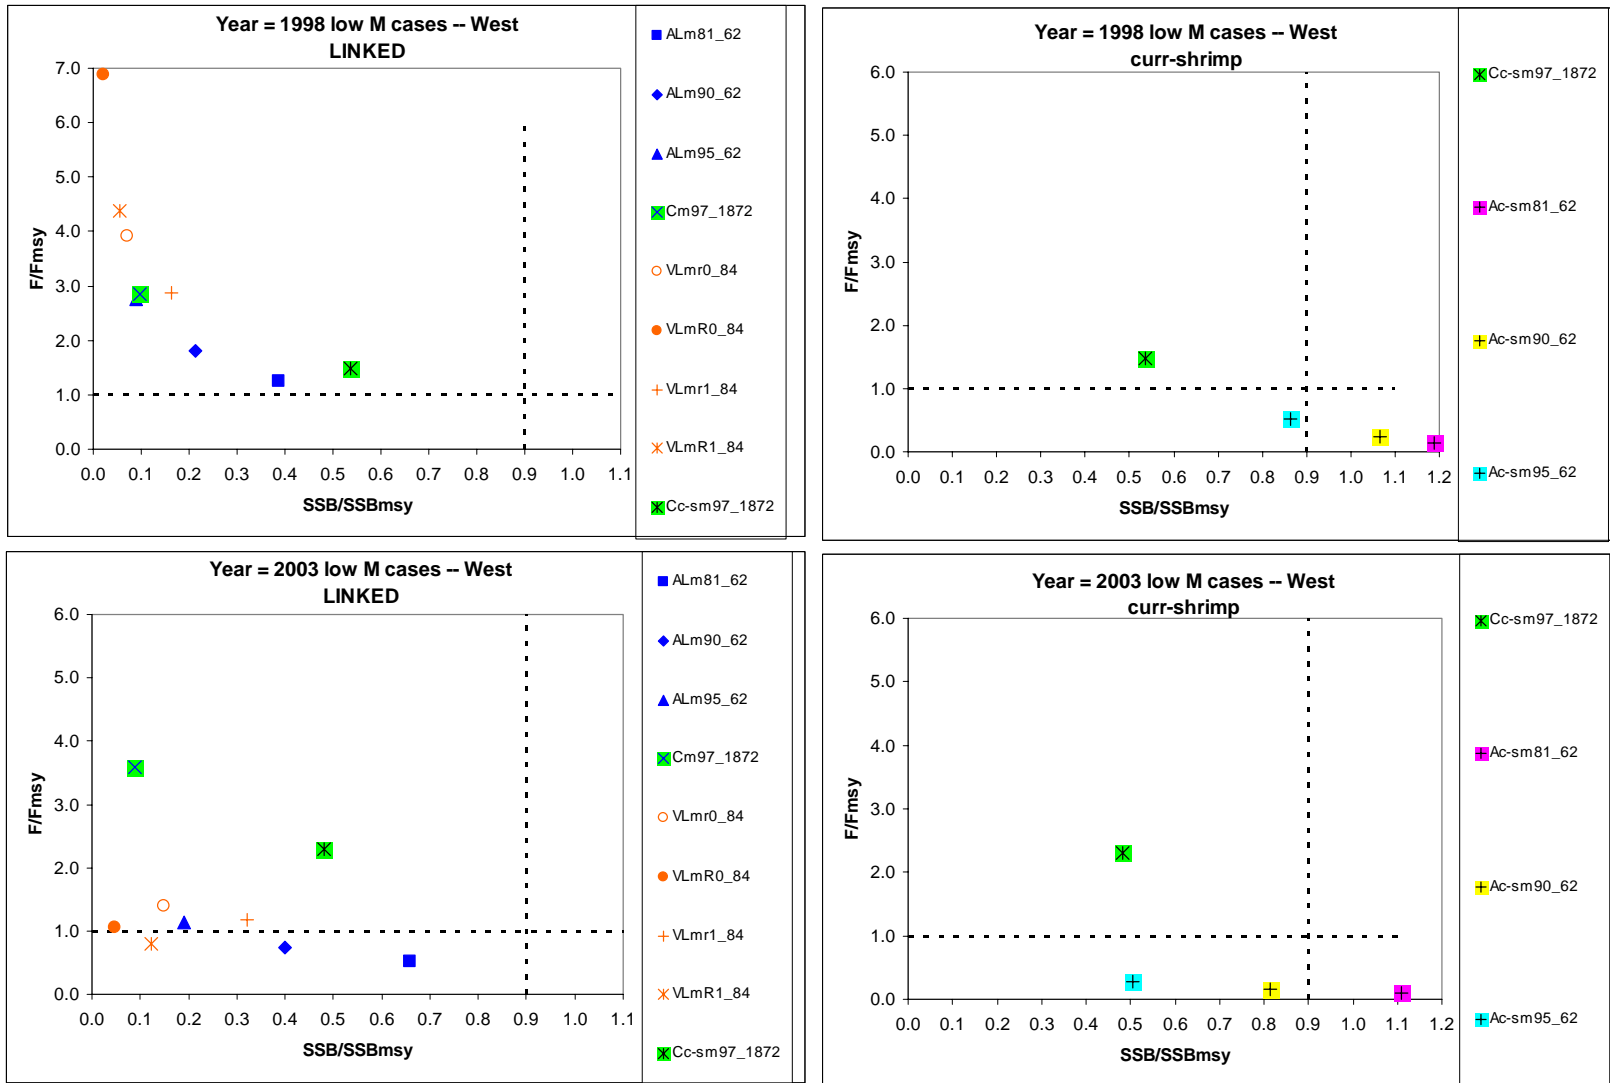 Year = 1998 low M cases -- West
LINKED
7.0
6.0
5.0
4.0
3.0
2.0
1.0
0.0
F/Fmsy
0.0 0.1 0.2 0.3 0.4 0.5 0.6 0.7 0.8 0.9 1.0 1.1
SSB/SSBmsy
ALm81_62
ALm90_62
ALm95_62
Cm97_1872
VLmr0_84
VLmR0_84
VLmr1_84
VLmR1_84
Cc-sm97_1872
Year = 1998 low M cases -- West
curr-shrimp
6.0
5.0
4.0
3.0
2.0
1.0
0.0
F/Fmsy
0.0 0.1 0.2 0.3 0.4 0.5 0.6 0.7 0.8 0.9 1.0 1.1 1.2
SSB/SSBmsy
Cc-sm97_1872
Ac-sm81_62
Ac-sm90_62
Ac-sm95_62
Year = 2003 low M cases -- West
LINKED
6.0
5.0
4.0
3.0
2.0
1.0
0.0
F/Fmsy
0.0 0.1 0.2 0.3 0.4 0.5 0.6 0.7 0.8 0.9 1.0 1.1
SSB/SSBmsy
ALm81_62
ALm90_62
ALm95_62
Cm97_1872
VLmr0_84
VLmR0_84
VLmr1_84
VLmR1_84
Cc-sm97_1872
Year = 2003 low M cases -- West
curr-shrimp
6.0
5.0
4.0
3.0
2.0
1.0
0.0
F/Fmsy
0.0 0.1 0.2 0.3 0.4 0.5 0.6 0.7 0.8 0.9 1.0 1.1 1.2
SSB/SSBmsy
Cc-sm97_1872
Ac-sm81_62
Ac-sm90_62
Ac-sm95_62